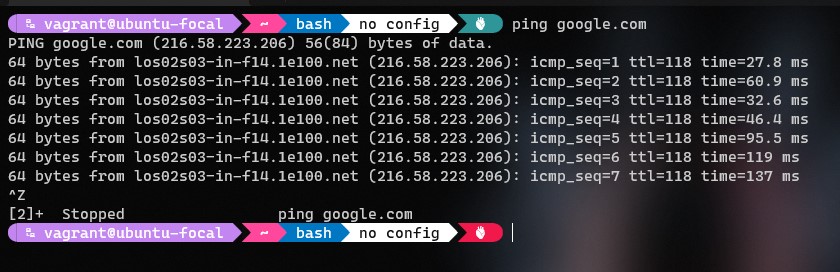 vagrant@ubuntu-focal ~ bash no config ping google.com
PING google.com (216.58.223.206) 56(84) bytes of data.
64 bytes from los02s03-in-f14.1e100.net (216.58.223.206): icmp_seq=1 ttl=118 time=27.8 ms
64 bytes from los02s03-in-f14.1e100.net (216.58.223.206): icmp_seq=2 ttl=118 time=60.9 ms
64 bytes from los02s03-in-f14.1e100.net (216.58.223.206): icmp_seq=3 ttl=118 time=32.6 ms
64 bytes from los02s03-in-f14.1e100.net (216.58.223.206): icmp_seq=4 ttl=118 time=46.4 ms
64 bytes from los02s03-in-f14.1e100.net (216.58.223.206): icmp_seq=5 ttl=118 time=95.5 ms
64 bytes from los02s03-in-f14.1e100.net (216.58.223.206): icmp_seq=6 ttl=118 time=119 ms
64 bytes from los02s03-in-f14.1e100.net (216.58.223.206): icmp_seq=7 ttl=118 time=137 ms
^Z
[2]+  Stopped                 ping google.com
vagrant@ubuntu-focal ~ bash no config